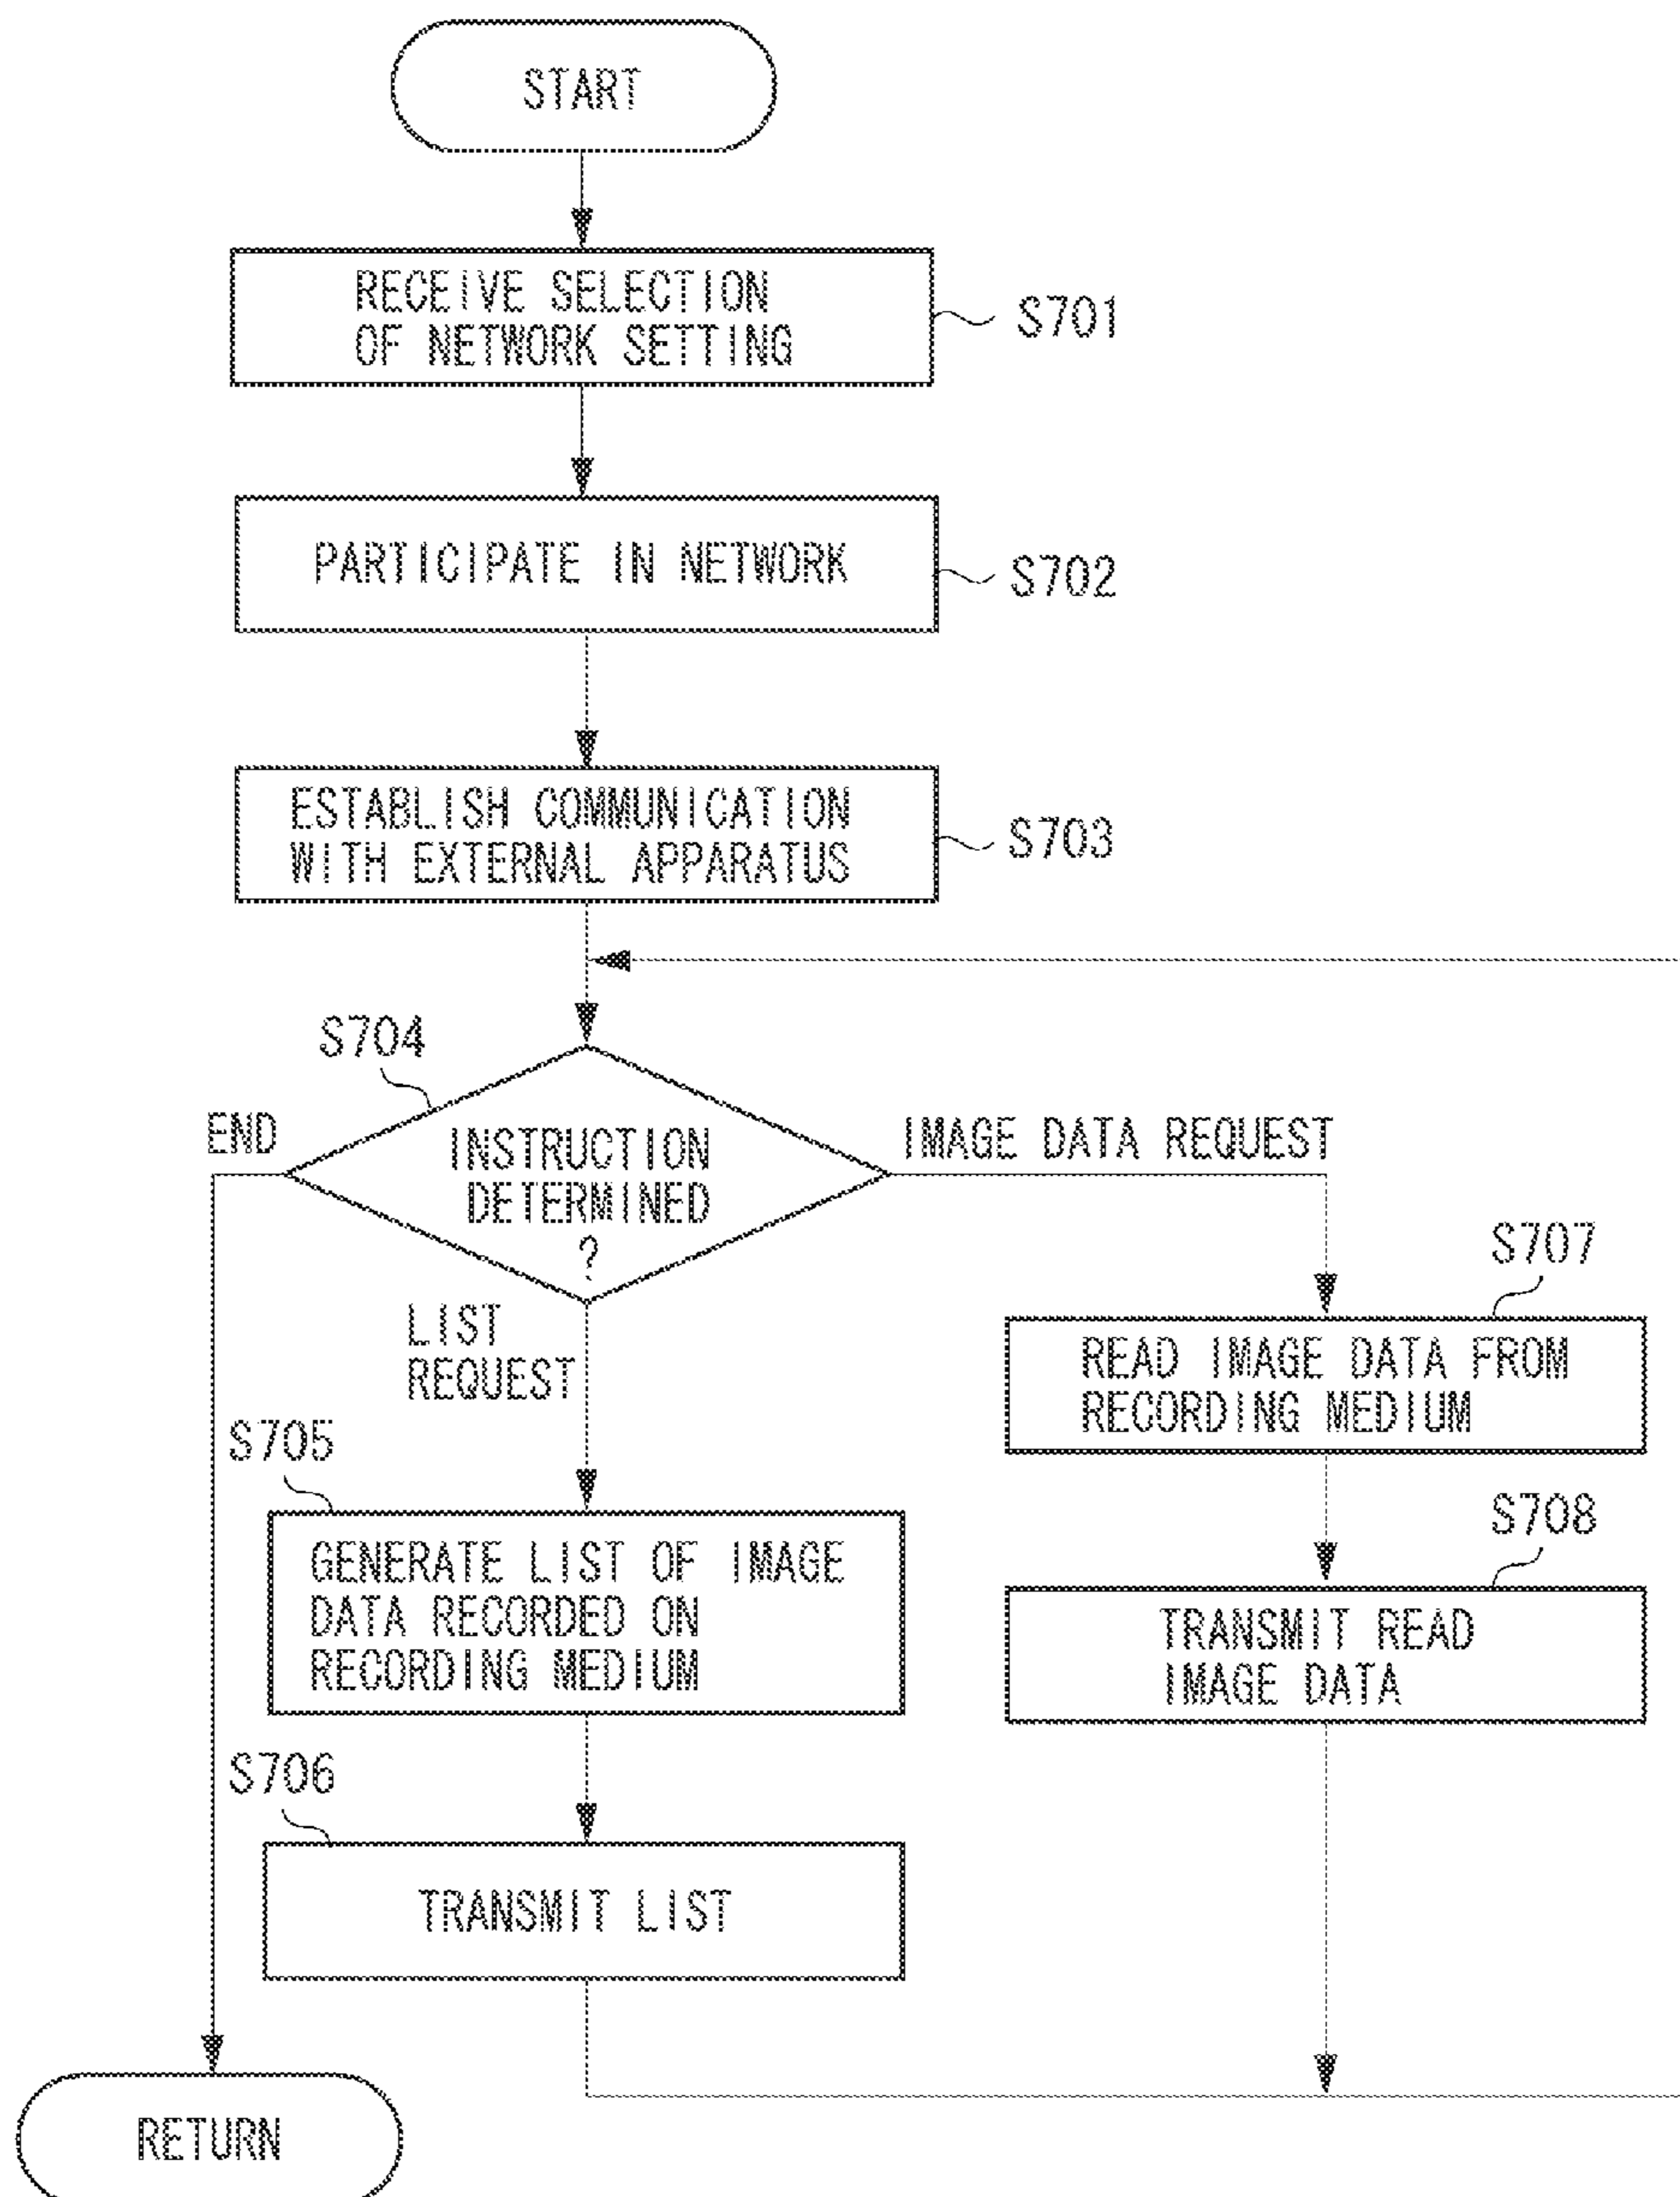 START
RECEIVE SELECTION
OF NETWORK SETTING
S701
PARTICIPATE IN NETWORK
S702
ESTABLISH COMMUNICATION
WITH EXTERNAL APPARATUS
S703
S704
END
INSTRUCTION
DETERMINED
?
IMAGE DATA REQUEST
LIST
REQUEST
S707
READ IMAGE DATA FROM
RECORDING MEDIUM
S705
GENERATE LIST OF IMAGE
DATA RECORDED ON
RECORDING MEDIUM
S708
TRANSMIT READ
IMAGE DATA
S706
TRANSMIT LIST
RETURN